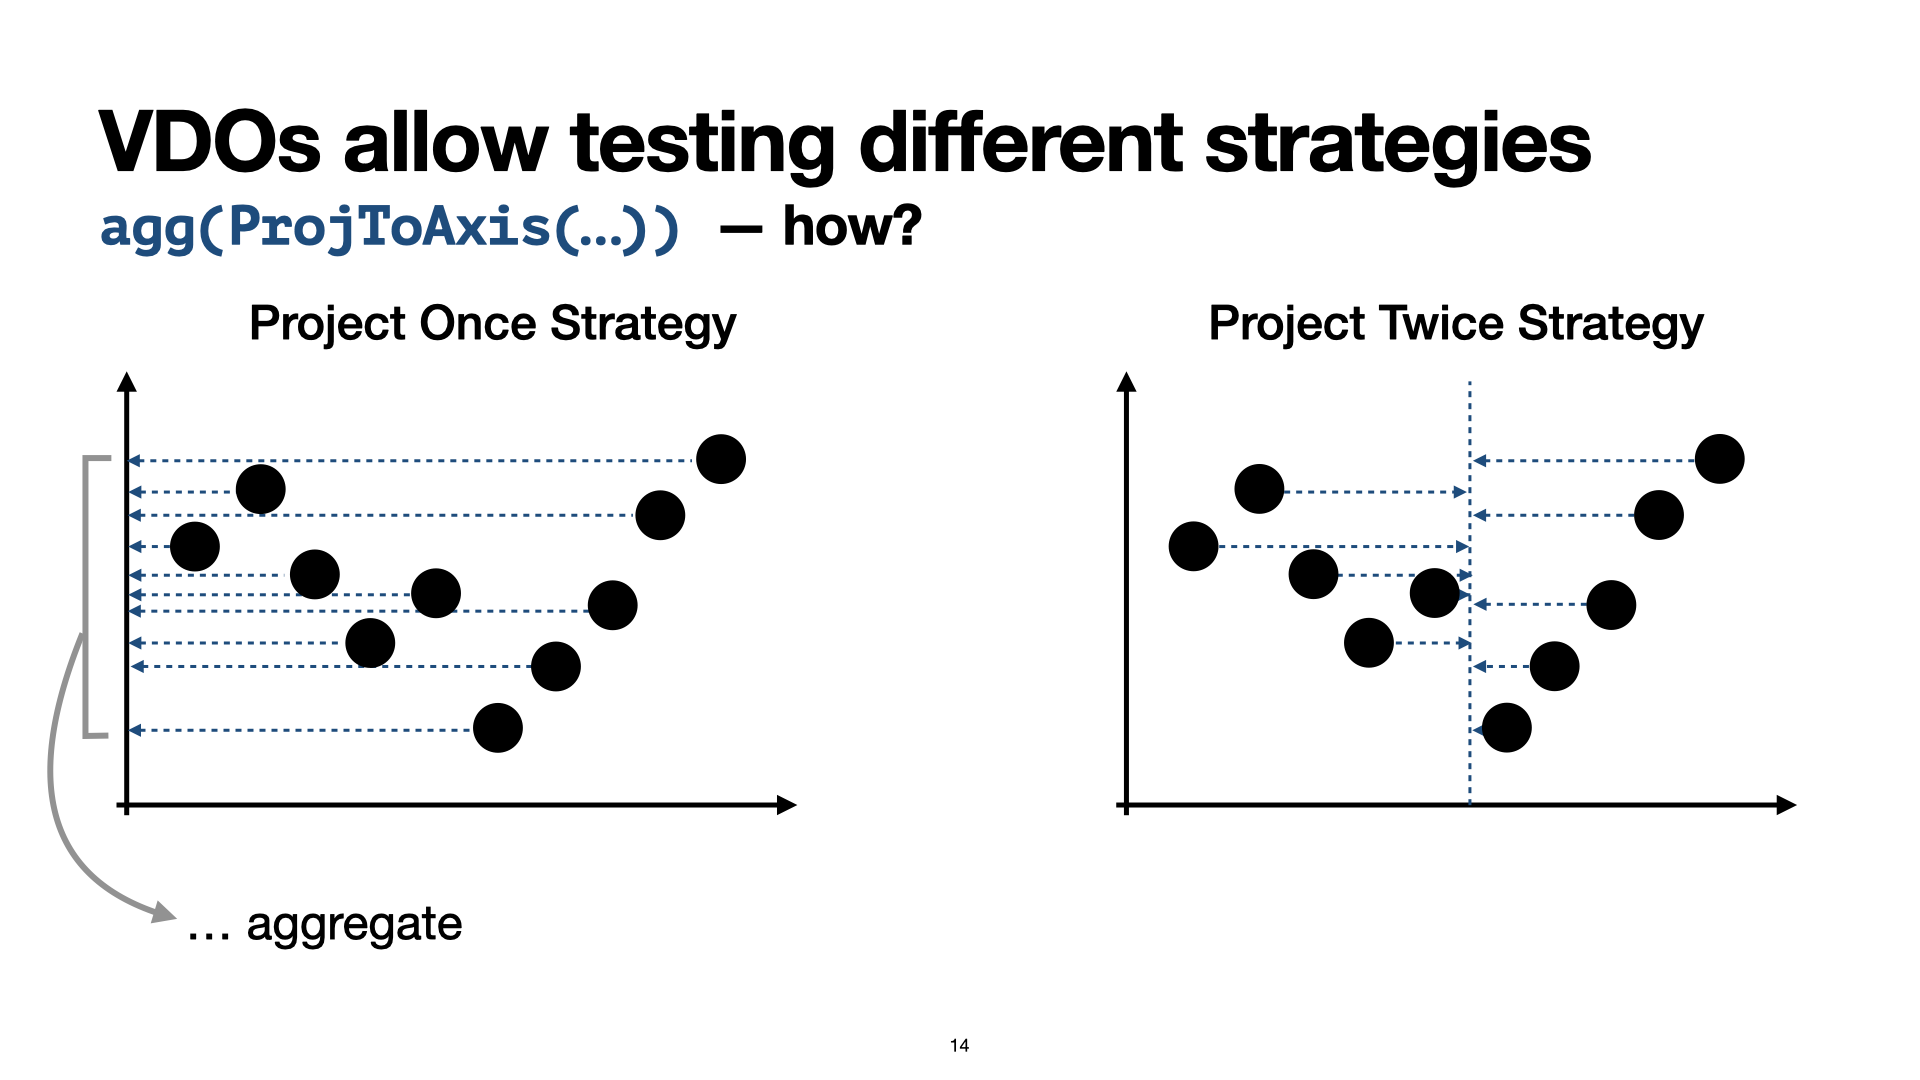 VDOs allow testing different strategies
agg(ProjToAxis(…)) — how?
Project Once Strategy
Project Twice Strategy
… aggregate
14